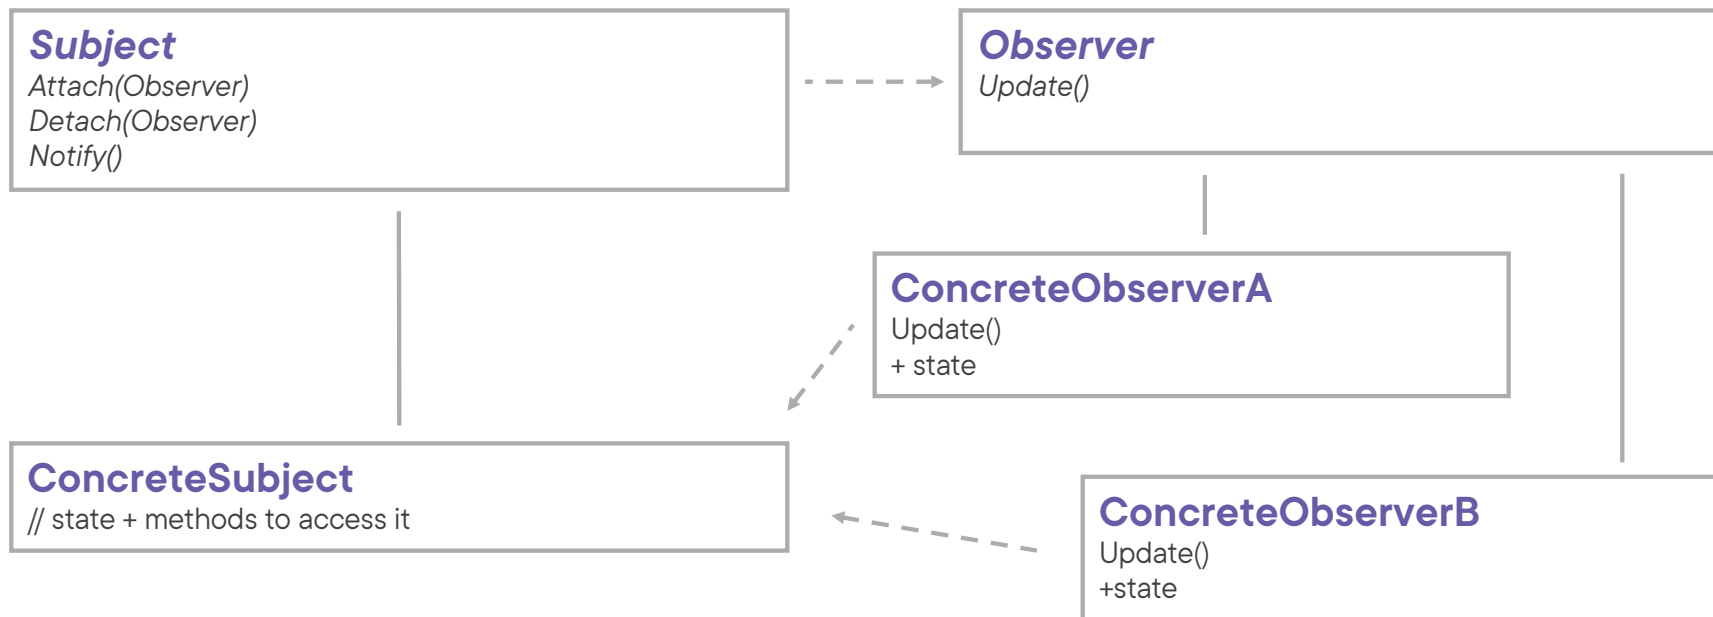 Subject
Attach(Observer)
Detach(Observer)
Notify()
Observer
Update()
ConcreteObserverA
Update()
+ state
ConcreteSubject
// state + methods to access it
ConcreteObserverB
Update()
+state